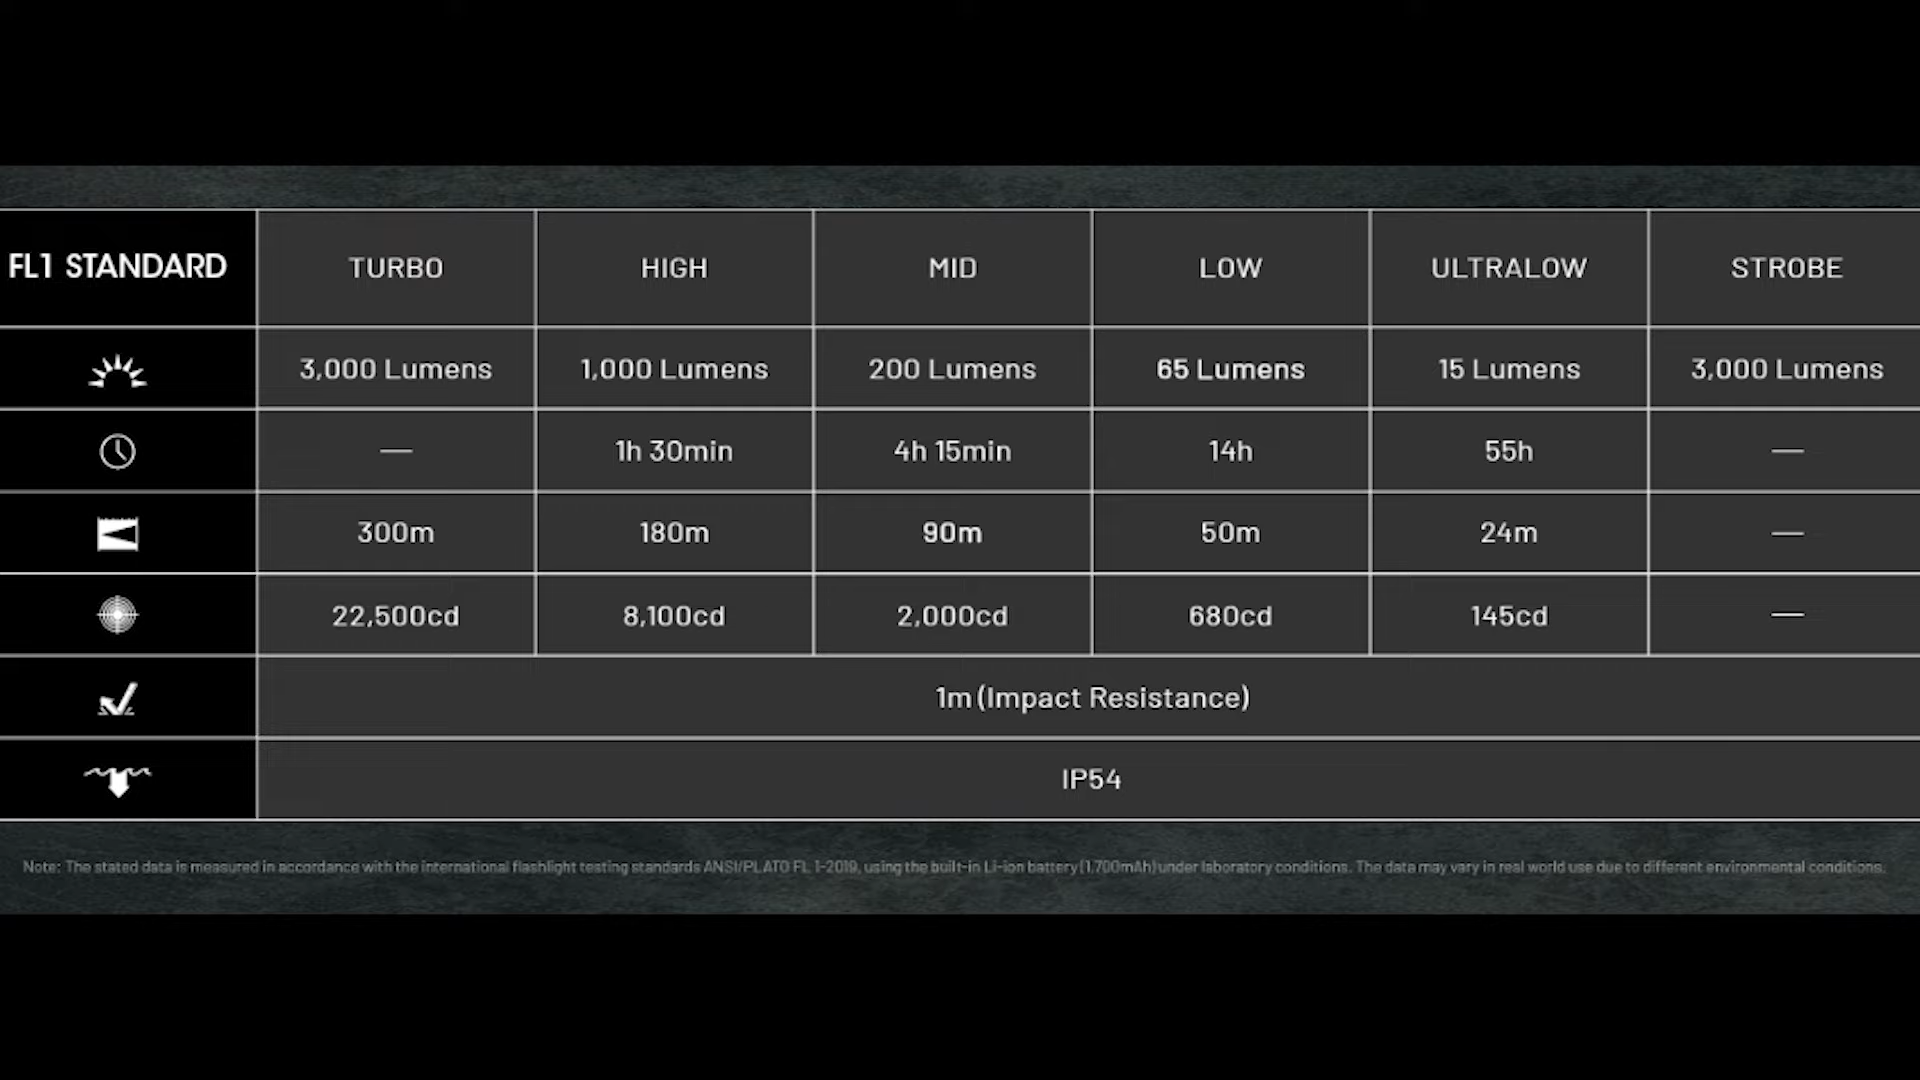 FL1 STANDARD TURBO HIGH MID LOW ULTRALOW STROBE
3,000 Lumens 1,000 Lumens 200 Lumens 65 Lumens 15 Lumens 3,000 Lumens
— 1h 30min 4h 15min 14h 55h —
300m 180m 90m 50m 24m —
22,500cd 8,100cd 2,000cd 680cd 145cd —
1m (Impact Resistance)
IP54
Note: The stated data is measured in accordance with the international flashlight testing standards ANSI/PLATO FL 1-2019, using the built-in Li-ion battery (1,700mAh) under laboratory conditions. The data may vary in real world use due to different environmental conditions.